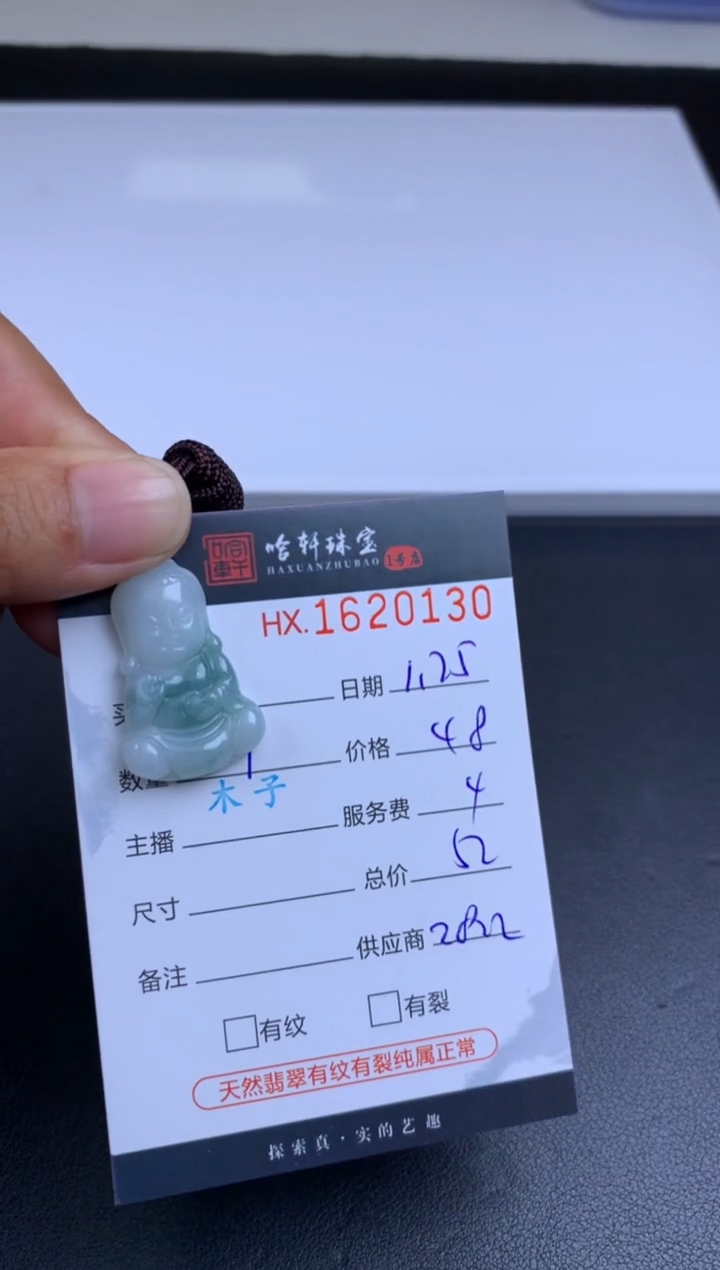 哈轩珠宝 1号店
HAXUANZHUBAO
HX.1620130
日期 1.25
数量 1 价格 48
木子
主播 服务费 4
尺寸 总价 52
备注 供应商
有纹 有裂
天然翡翠有纹有裂纯属正常
探索真·实的艺趣